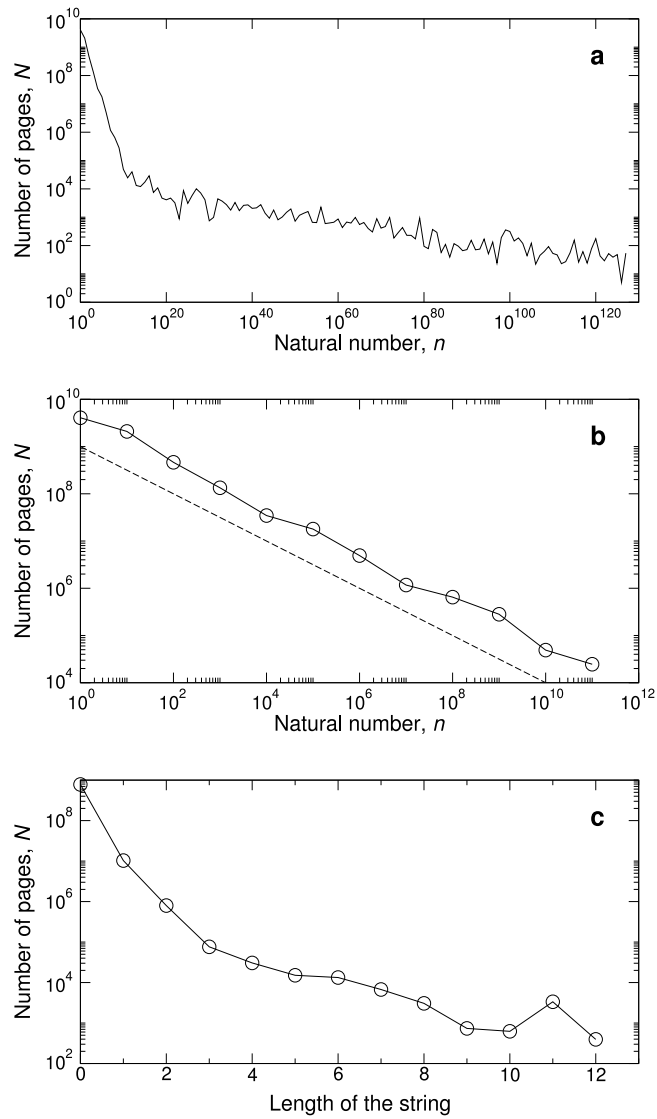 a
Number of pages, N
10^10
10^8
10^6
10^4
10^2
10^0
10^0 10^20 10^40 10^60 10^80 10^100 10^120
Natural number, n
b
Number of pages, N
10^10
10^8
10^6
10^4
10^0 10^2 10^4 10^6 10^8 10^10 10^12
Natural number, n
c
Number of pages, N
10^8
10^6
10^4
10^2
0 2 4 6 8 10 12
Length of the string